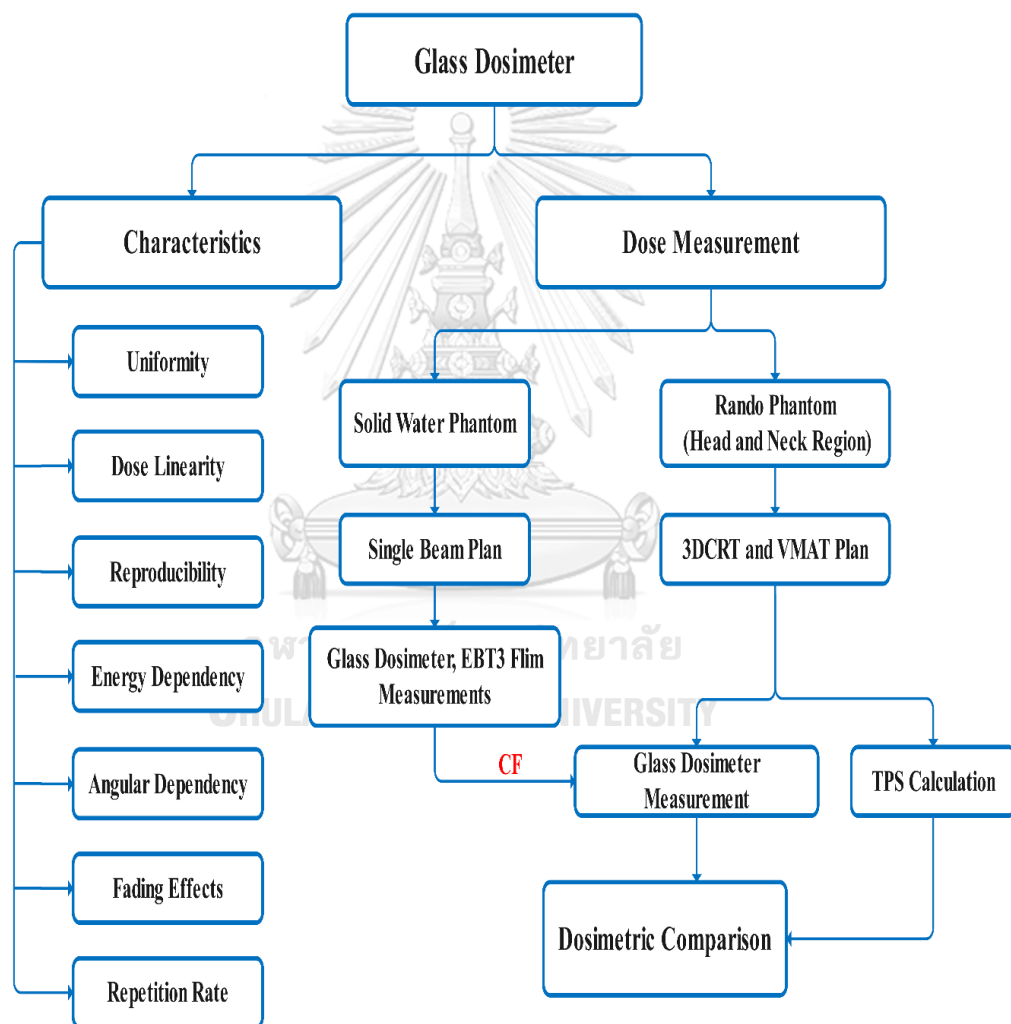 Glass Dosimeter
Characteristics
Dose Measurement
Uniformity
Dose Linearity
Reproducibility
Energy Dependency
Angular Dependency
Fading Effects
Repetition Rate
Solid Water Phantom
Single Beam Plan
Glass Dosimeter, EBT3 Flim
Measurements
CF
Rando Phantom
(Head and Neck Region)
3DCRT and VMAT Plan
Glass Dosimeter
Measurement
TPS Calculation
Dosimetric Comparison